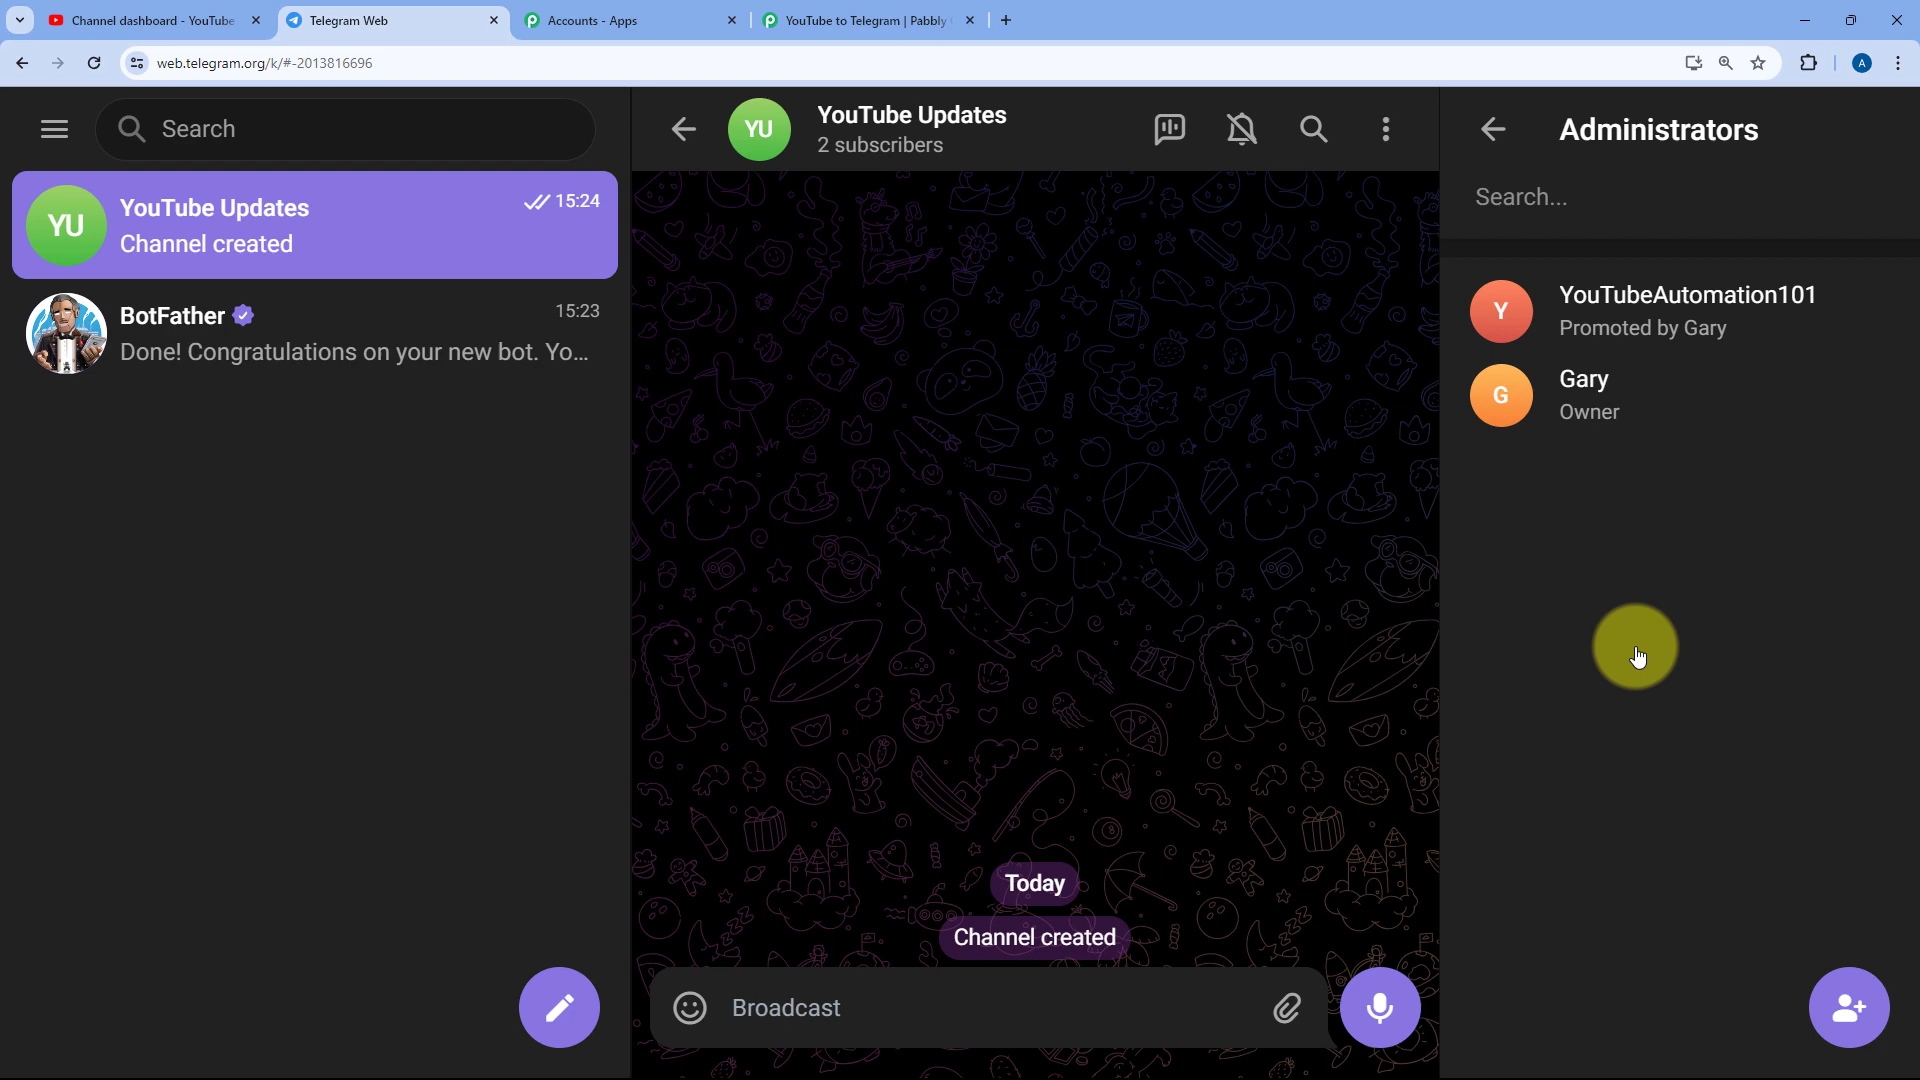 Channel dashboard - YouTube
Telegram Web
Accounts - Apps
YouTube to Telegram | Pabbly
web.telegram.org/k/#-2013816696
A
Search
YU
YouTube Updates
15:24
Channel created
BotFather
15:23
Done! Congratulations on your new bot. Yo...
YU
YouTube Updates
2 subscribers
Today
Channel created
Broadcast
Administrators
Search...
Y
YouTubeAutomation101
Promoted by Gary
G
Gary
Owner